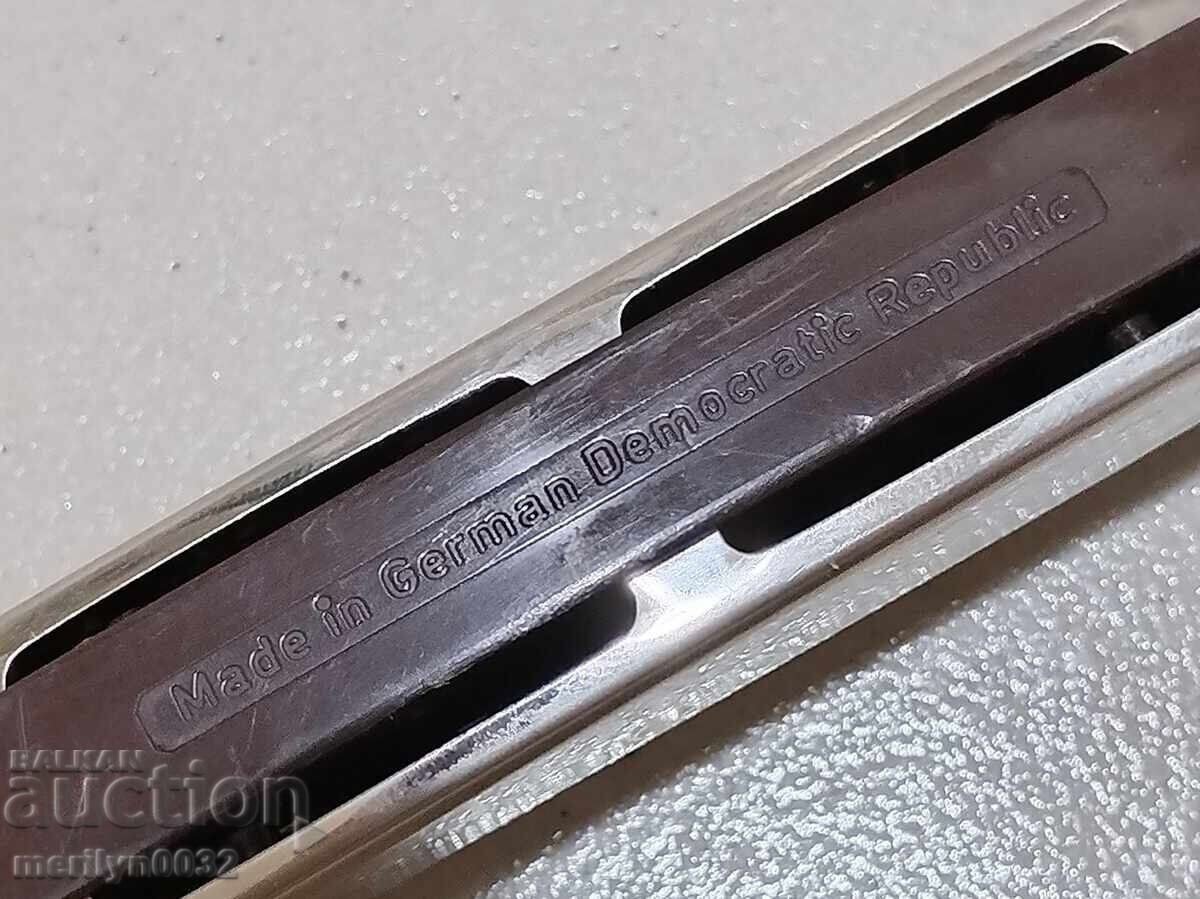 Made in German Democratic Republic
BALKAN
auction
merilyn0032